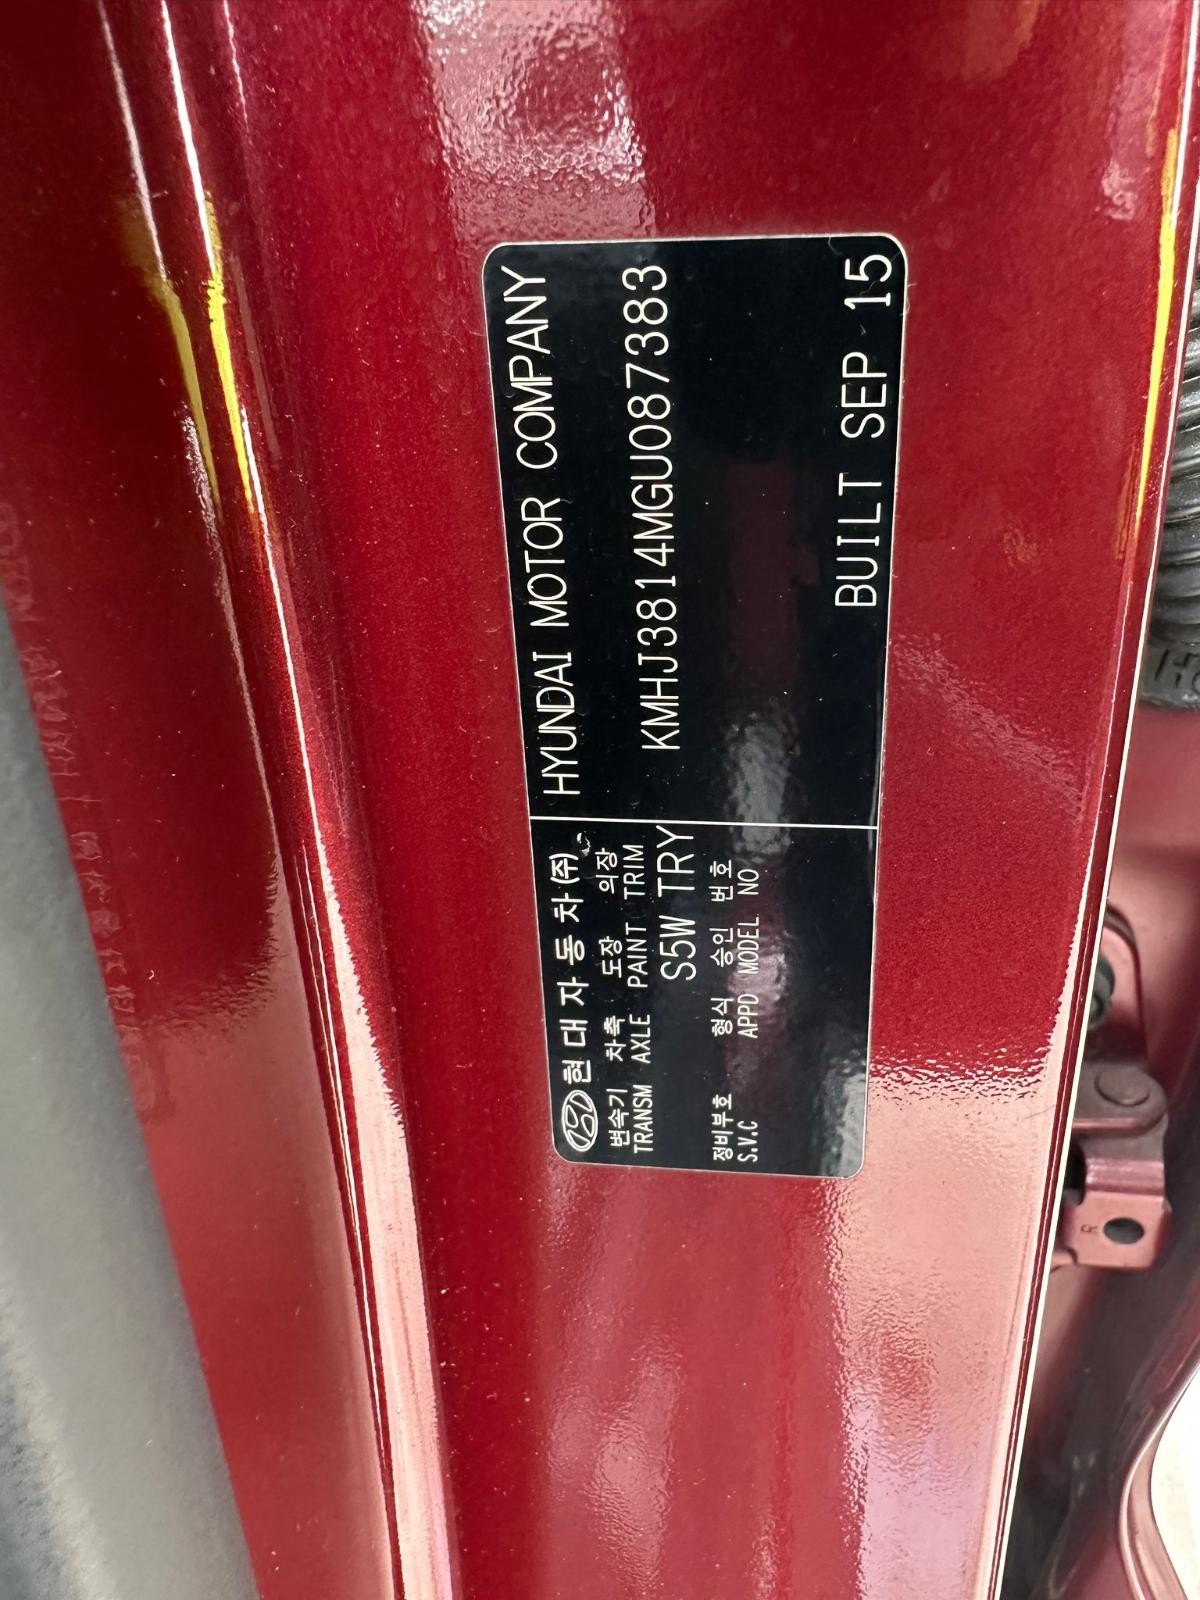 HYUNDAI MOTOR COMPANY
KMHJ3814MGU087383
BUILT SEP 15
현대자동차(주)
변속기 차축 도장 의장
TRANSM AXLE PAINT TRIM
S5W TRY
정비부호 형식 승인 번호
S.V.C APPD MODEL NO
R